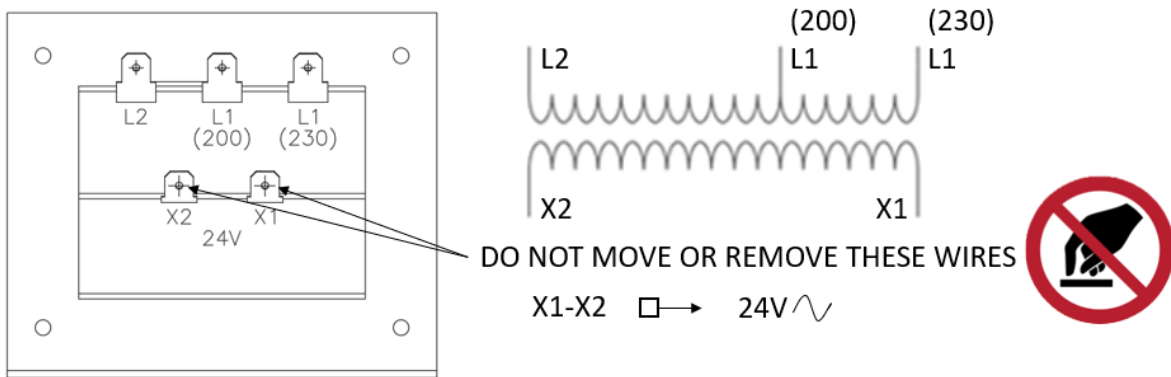 L2
L1
(200)
L1
(230)
X2
X1
24V
(200)
(230)
L2
L1
L1
X2
X1
DO NOT MOVE OR REMOVE THESE WIRES
X1-X2
24V